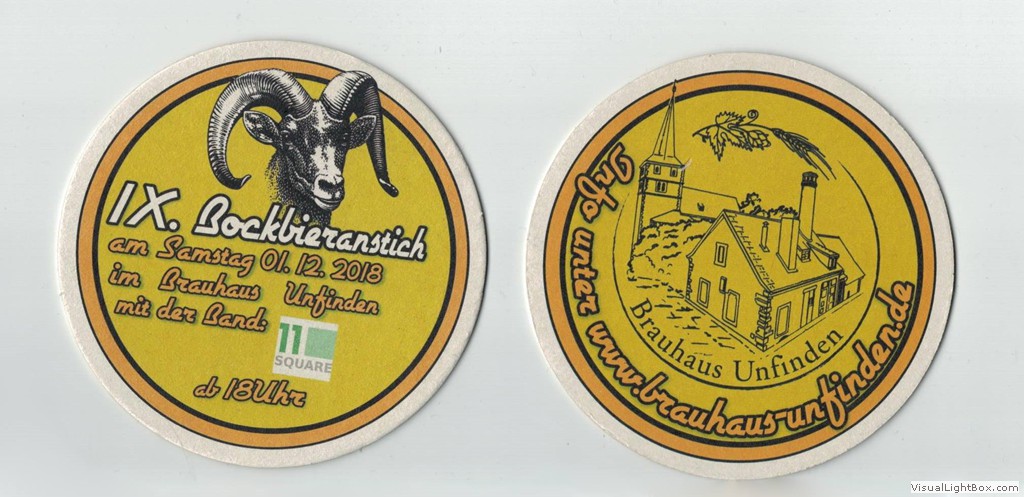 IX. Bockbieranstich
am Samstag 01. 12. 2018
im Brauhaus Unfinden
mit der Band:
11
SQUARE
ab 18Uhr
Info unter www.brauhaus-unfinden.de
Brauhaus Unfinden
VisualLightBox.com